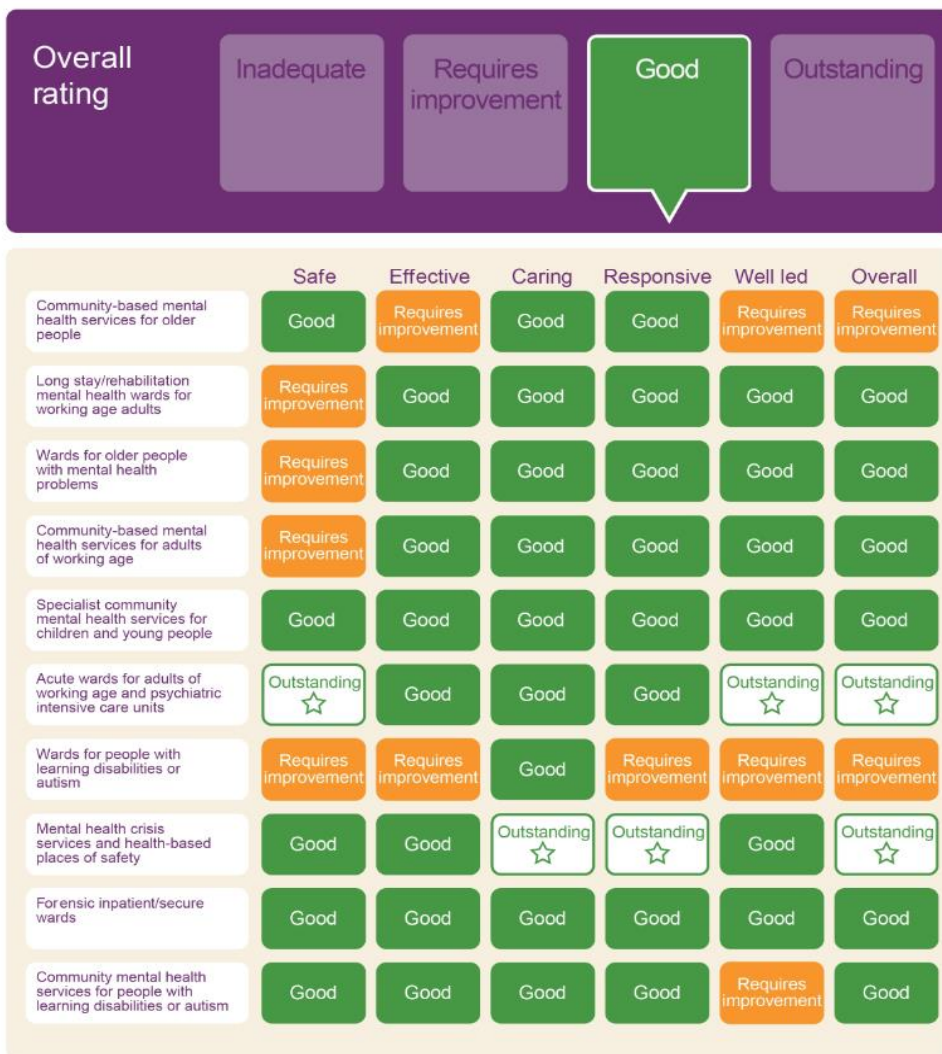 Overall
rating
Inadequate
Requires
improvement
Good
Outstanding
Safe Effective Caring Responsive Well led Overall
Community-based mental
health services for older
people
Good
Requires
improvement
Good
Good
Requires
improvement
Requires
improvement
Long stay/rehabilitation
mental health wards for
working age adults
Requires
improvement
Good
Good
Good
Good
Good
Wards for older people
with mental health
problems
Requires
improvement
Good
Good
Good
Good
Good
Community-based mental
health services for adults
of working age
Requires
improvement
Good
Good
Good
Good
Good
Specialist community
mental health services for
children and young people
Good
Good
Good
Good
Good
Good
Acute wards for adults of
working age and psychiatric
intensive care units
Outstanding
Good
Good
Good
Outstanding
Outstanding
Wards for people with
learning disabilities or
autism
Requires
improvement
Requires
improvement
Good
Requires
improvement
Requires
improvement
Requires
improvement
Mental health crisis
services and health-based
places of safety
Good
Good
Outstanding
Outstanding
Good
Outstanding
Forensic inpatient/secure
wards
Good
Good
Good
Good
Good
Good
Community mental health
services for people with
learning disabilities or autism
Good
Good
Good
Good
Requires
improvement
Good